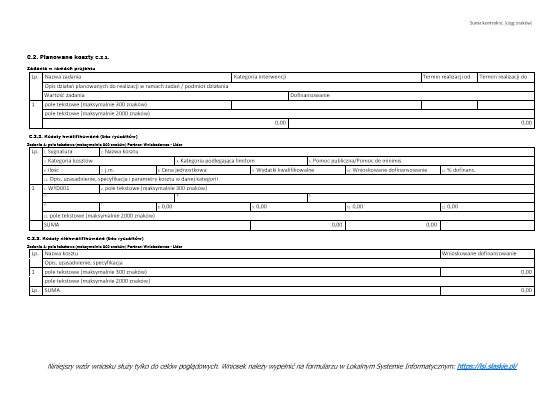 Suma kontrolna: (ciąg znaków)
C.2. Planowane koszty C.2.1.
Zadania w ramach projektu
Lp. Nazwa zadania Kategoria interwencji Termin realizacji od Termin realizacji do
Opis działań planowanych do realizacji w ramach zadań / podmiot działania
Wartość zadania Dofinansowanie
1 pole tekstowe (maksymalnie 300 znaków)
pole tekstowe (maksymalnie 2000 znaków)
0,00 0,00
C.2.2. Koszty kwalifikowane (bez ryczałtów)
Zadanie 1: pole tekstowe (maksymalnie 300 znaków) Partner: Wnioskodawca - Lider
Lp. Sygnatura Nazwa kosztu
Kategoria kosztów Kategoria podlegająca limitom Pomoc publiczna/Pomoc de minimis
ilość j.m. Cena jednostkowa Wydatki kwalifikowalne Wnioskowane dofinansowanie % dofinans.
Opis, uzasadnienie, specyfikacja i parametry kosztu w danej kategorii
1 WYD001 pole tekstowe (maksymalnie 300 znaków)
0,00 0,00 0,00 0,00
pole tekstowe (maksymalnie 2000 znaków)
SUMA 0,00 0,00
C.2.3. Koszty niekwalifikowane (bez ryczałtów)
Zadanie 1: pole tekstowe (maksymalnie 300 znaków) Partner: Wnioskodawca - Lider
Lp. Nazwa kosztu Wnioskowane dofinansowanie
Opis, uzasadnienie, specyfikacja
1 pole tekstowe (maksymalnie 300 znaków) 0,00
pole tekstowe (maksymalnie 2000 znaków)
Lp. SUMA 0,00
Niniejszy wzór wniosku służy tylko do celów poglądowych. Wniosek należy wypełnić na formularzu w Lokalnym Systemie Informatycznym: https://lsi.slaskie.pl/